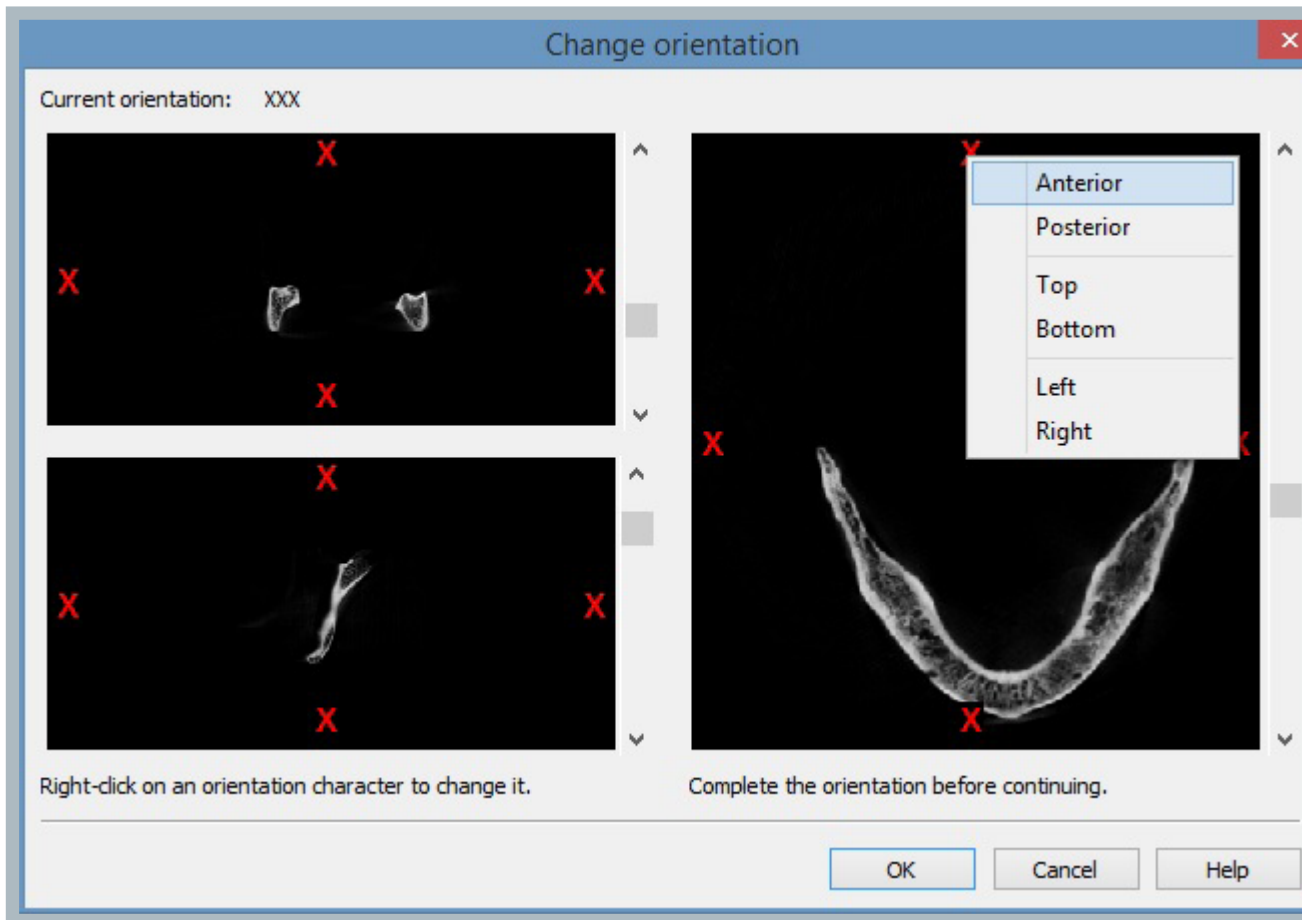 Change orientation
Current orientation: XXX
X
X
X
X
X
X
X
X
X
X
X
X
Anterior
Posterior
Top
Bottom
Left
Right
Right-click on an orientation character to change it.
Complete the orientation before continuing.
OK
Cancel
Help